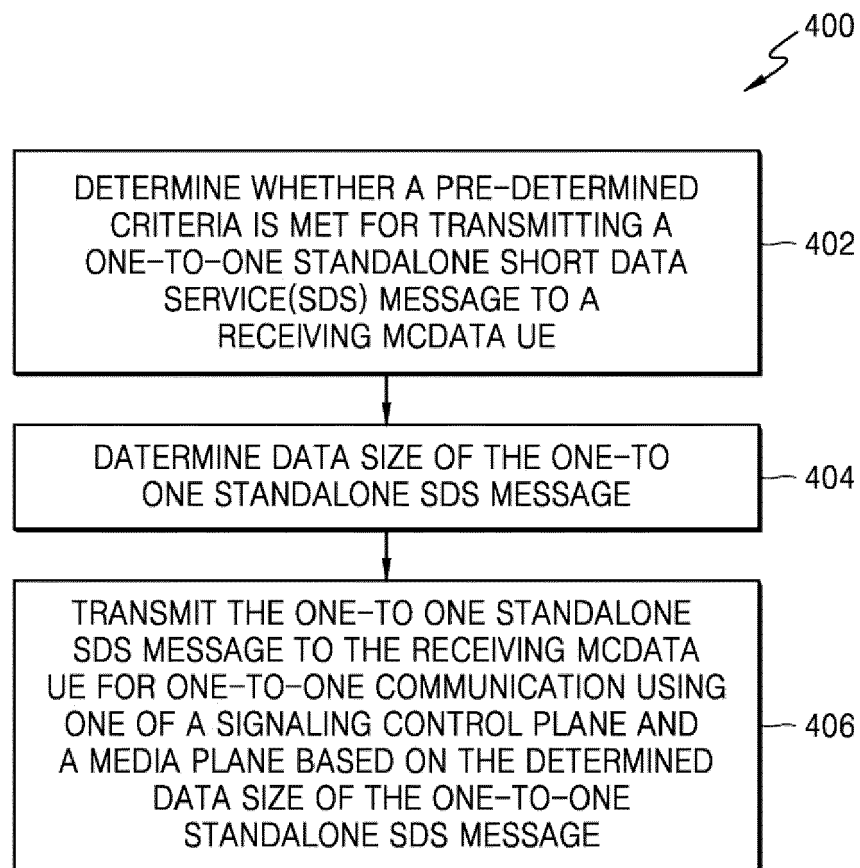 400
DETERMINE WHETHER A PRE-DETERMINED
CRITERIA IS MET FOR TRANSMITTING A
ONE-TO-ONE STANDALONE SHORT DATA
SERVICE(SDS) MESSAGE TO A
RECEIVING MCDATA UE
402
DATERMINE DATA SIZE OF THE ONE-TO
ONE STANDALONE SDS MESSAGE
404
TRANSMIT THE ONE-TO ONE STANDALONE
SDS MESSAGE TO THE RECEIVING MCDATA
UE FOR ONE-TO-ONE COMMUNICATION USING
ONE OF A SIGNALING CONTROL PLANE AND
A MEDIA PLANE BASED ON THE DETERMINED
DATA SIZE OF THE ONE-TO-ONE
STANDALONE SDS MESSAGE
406